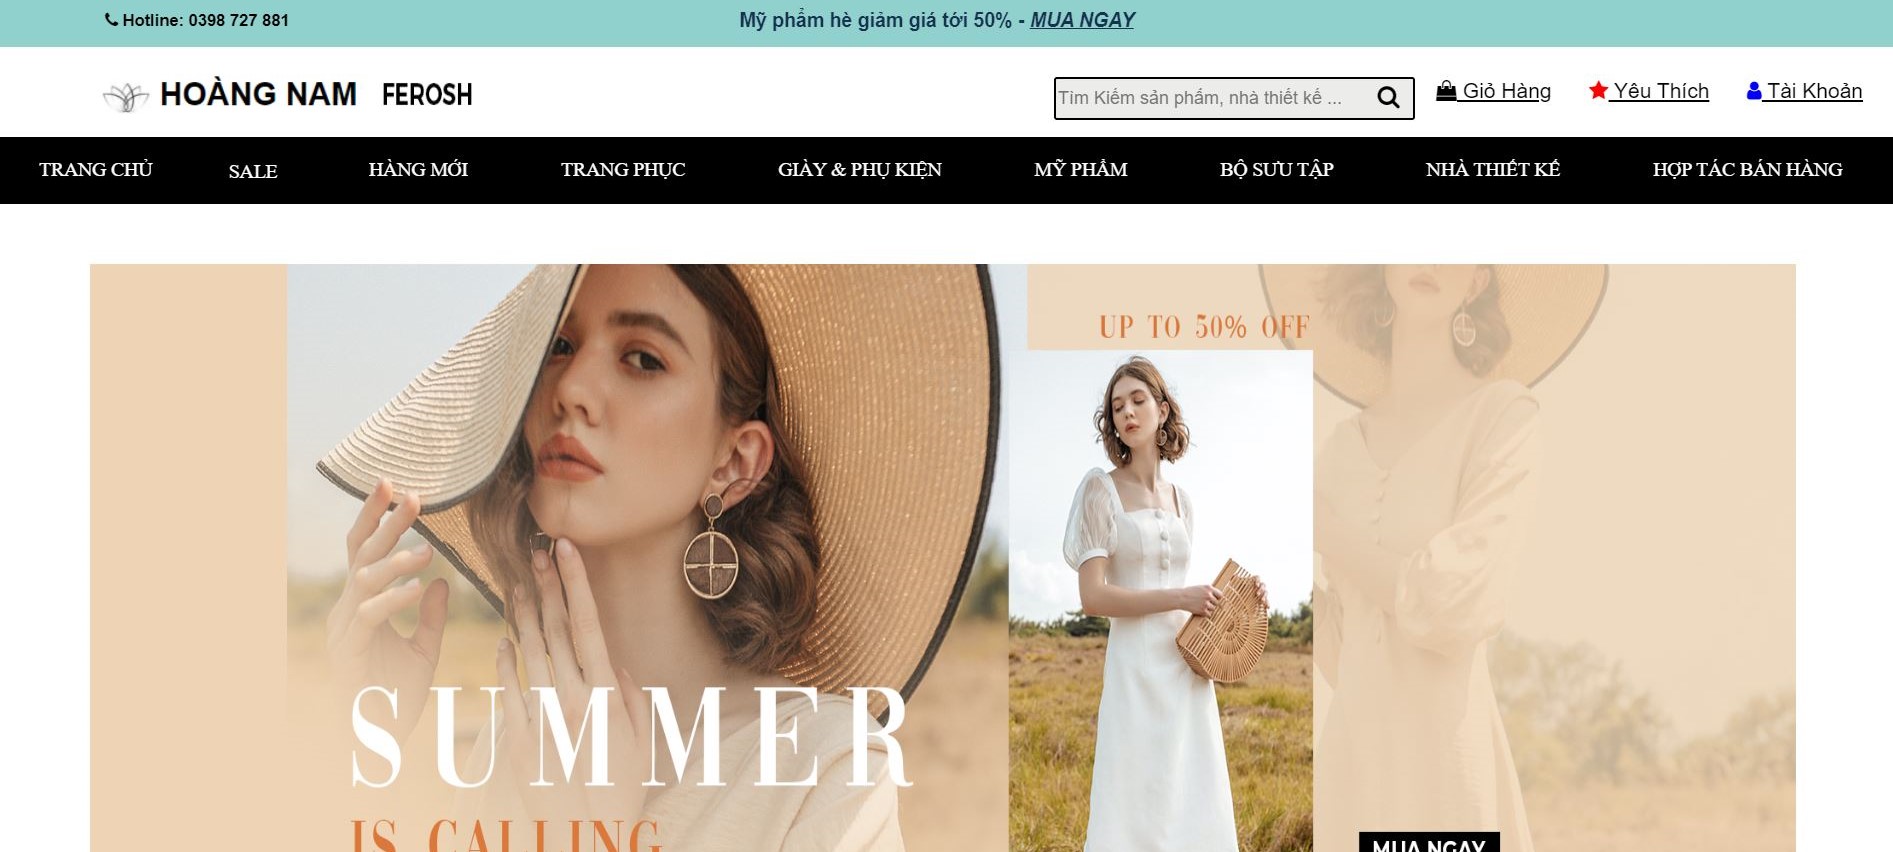 Hotline: 0398 727 881
Mỹ phẩm hè giảm giá tới 50% - MUA NGAY
HOÀNG NAM FEROSH
Tìm Kiếm sản phẩm, nhà thiết kế ...
Giỏ Hàng
Yêu Thích
Tài Khoản
TRANG CHỦ
SALE
HÀNG MỚI
TRANG PHỤC
GIÀY & PHỤ KIỆN
MỸ PHẨM
BỘ SƯU TẬP
NHÀ THIẾT KẾ
HỢP TÁC BÁN HÀNG
UP TO 50% OFF
SUMMER
IS CALLING
MUA NGAY